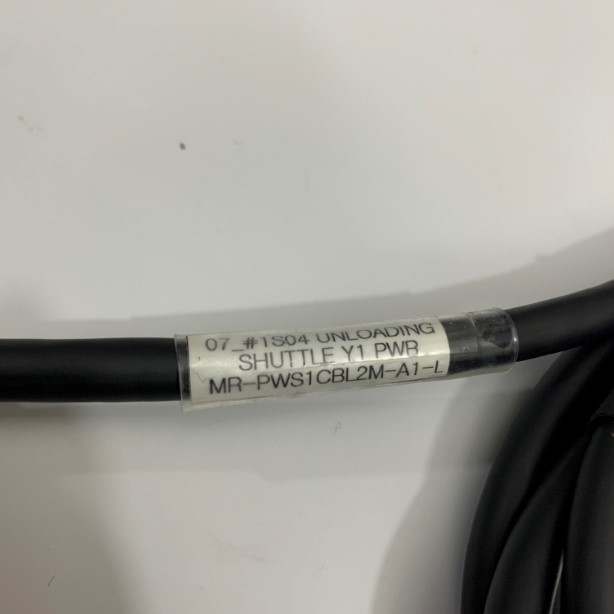 07_#1S04 UNLOADING
SHUTTLE Y1 PWR
MR-PWS1CBL2M-A1-L